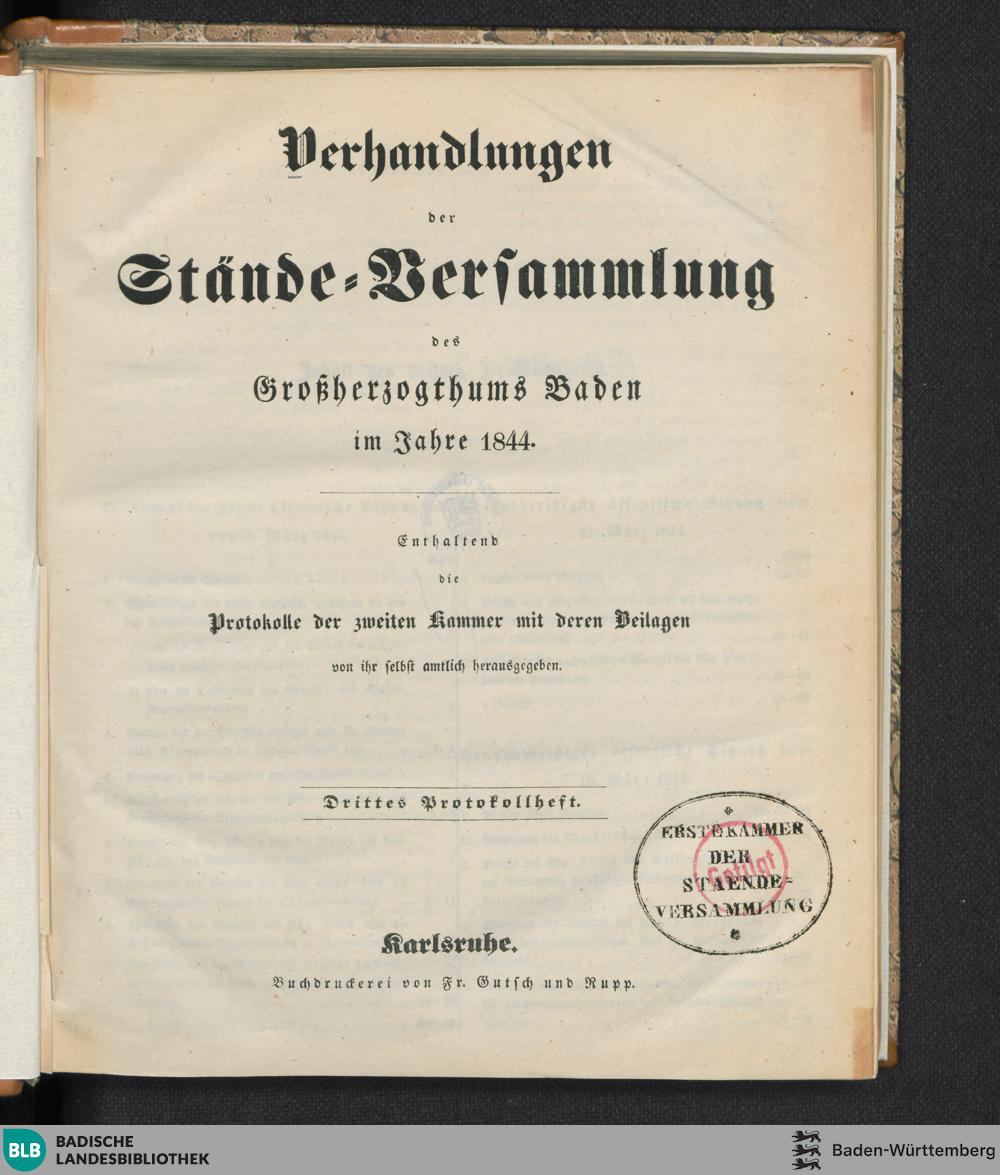 Verhandlungen
der
Stände-Versammlung
des
Großherzogthums Baden
im Jahre 1844.
Enthaltend
die
Protokolle der zweiten Kammer mit deren Beilagen
von ihr selbst amtlich herausgegeben.
Drittes Protokollheft.
ERSTE KAMMER
DER
STAENDE-
VERSAMMLUNG
Getilgt
Karlsruhe.
Buchdruckerei von Fr. Gutsch und Rupp.
BLB BADISCHE
LANDESBIBLIOTHEK
Baden-Württemberg